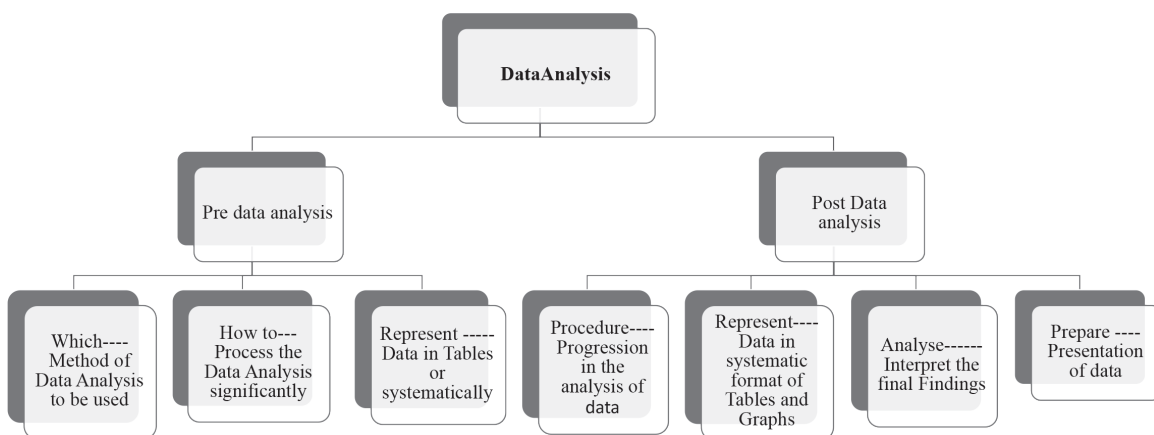 DataAnalysis
Pre data analysis
Post Data
analysis
Which----
Method of
Data Analysis
to be used
How to---
Process the
Data Analysis
significantly
Represent -----
Data in Tables
or
systematically
Procedure----
Progression
in the
analysis of
data
Represent----
Data in
systematic
format of
Tables and
Graphs
Analyse------
Interpret the
final Findings
Prepare ----
Presentation
of data